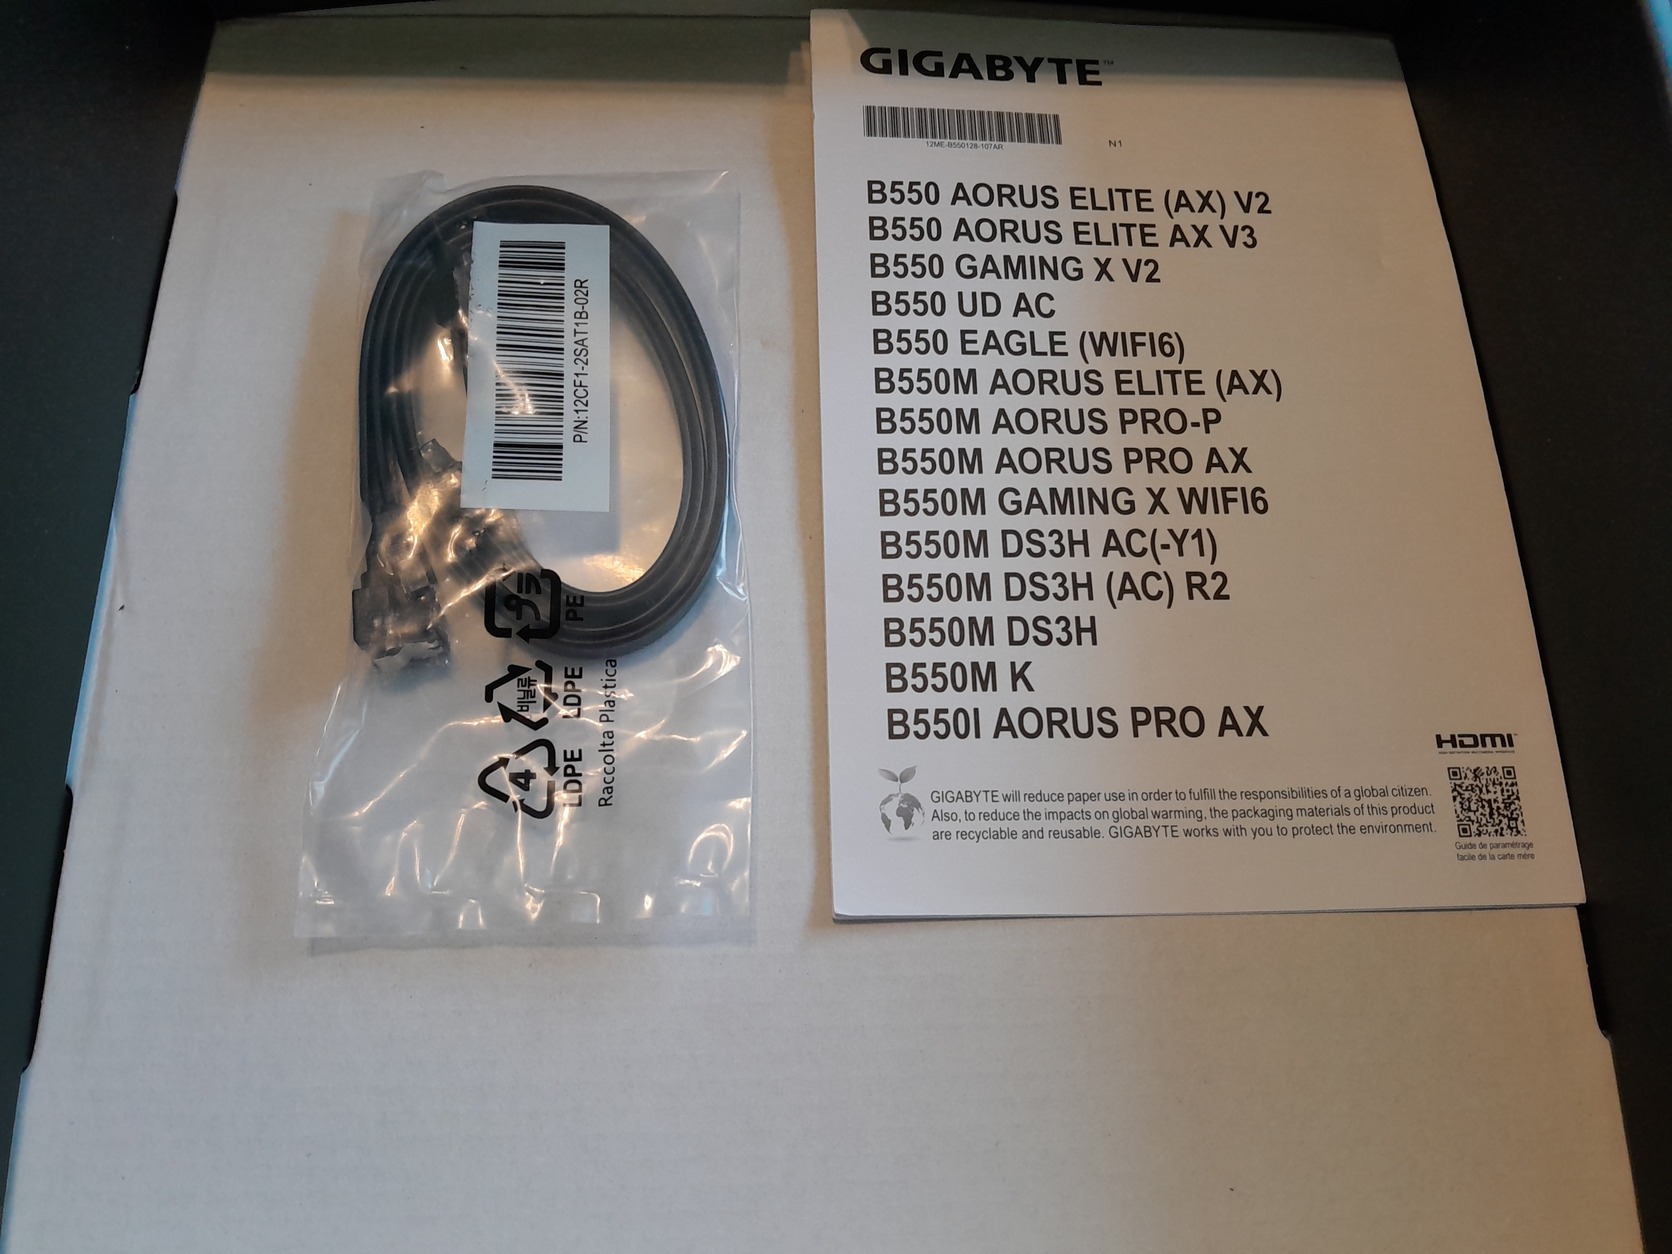 GIGABYTE™
12ME-B550128-107AR
N1
B550 AORUS ELITE (AX) V2
B550 AORUS ELITE AX V3
B550 GAMING X V2
B550 UD AC
B550 EAGLE (WIFI6)
B550M AORUS ELITE (AX)
B550M AORUS PRO-P
B550M AORUS PRO AX
B550M GAMING X WIFI6
B550M DS3H AC(-Y1)
B550M DS3H (AC) R2
B550M DS3H
B550M K
B550I AORUS PRO AX
HDMI
GIGABYTE will reduce paper use in order to fulfill the responsibilities of a global citizen.
Also, to reduce the impacts on global warming, the packaging materials of this product
are recyclable and reusable. GIGABYTE works with you to protect the environment.
Guide de paramétrage
facile de la carte mère
P/N:12CF1-2SAT1B-02R
PE
비닐류
LDPE
4
LDPE
Raccolta Plastica